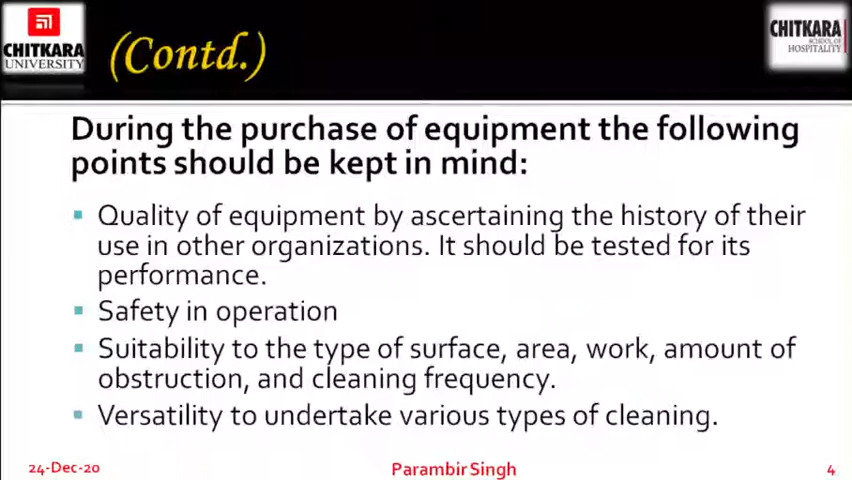 CHITKARA
UNIVERSITY
(Contd.)
CHITKARA
SCHOOL OF
HOSPITALITY
During the purchase of equipment the following
points should be kept in mind:
Quality of equipment by ascertaining the history of their
use in other organizations. It should be tested for its
performance.
Safety in operation
Suitability to the type of surface, area, work, amount of
obstruction, and cleaning frequency.
Versatility to undertake various types of cleaning.
24-Dec-20
Parambir Singh
4